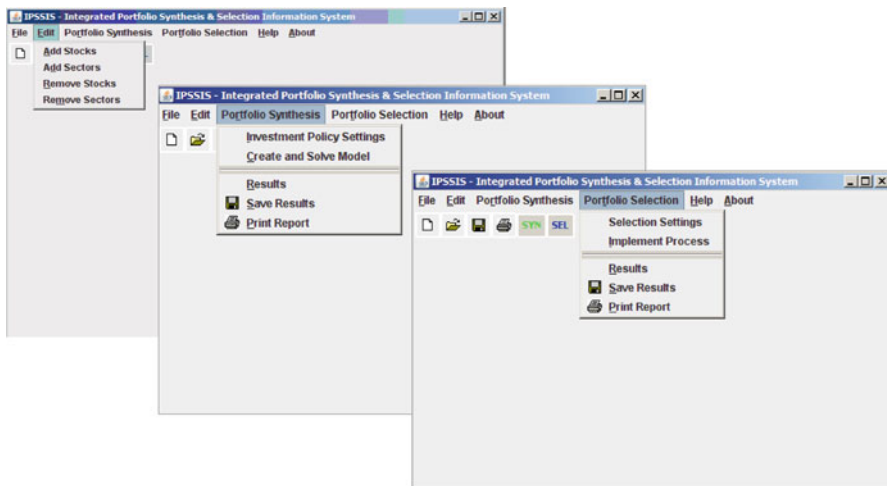 IPSSIS - Integrated Portfolio Synthesis & Selection Information System
File Edit Portfolio Synthesis Portfolio Selection Help About
Add Stocks
Add Sectors
Remove Stocks
Remove Sectors
IPSSIS - Integrated Portfolio Synthesis & Selection Information System
File Edit Portfolio Synthesis Portfolio Selection Help About
Investment Policy Settings
Create and Solve Model
Results
Save Results
Print Report
IPSSIS - Integrated Portfolio Synthesis & Selection Information System
File Edit Portfolio Synthesis Portfolio Selection Help About
SYN SEL
Selection Settings
Implement Process
Results
Save Results
Print Report